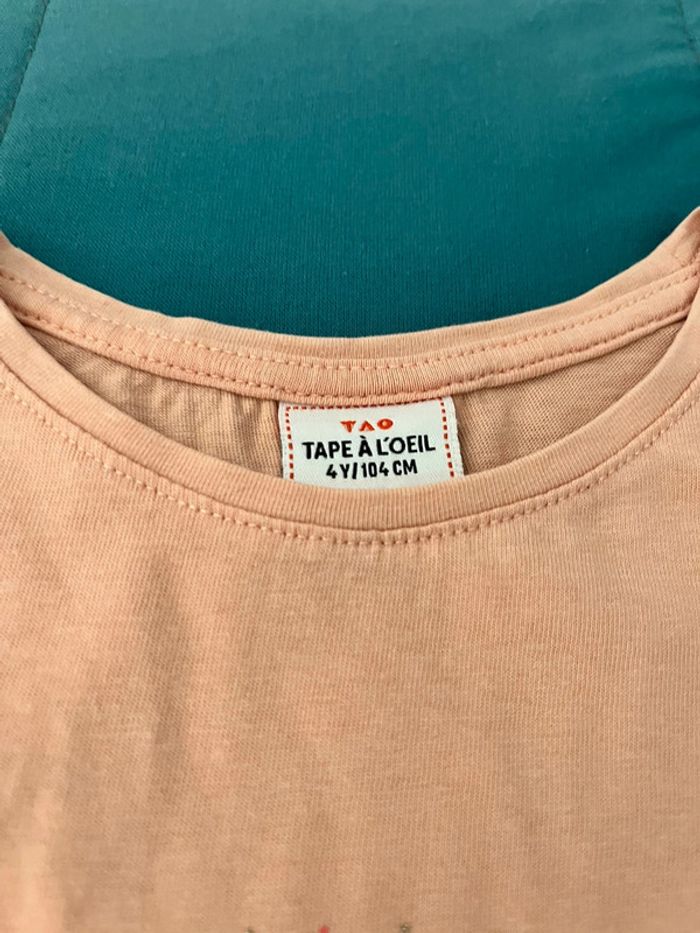 TAO
TAPE À L'OEIL
4 Y/104 CM